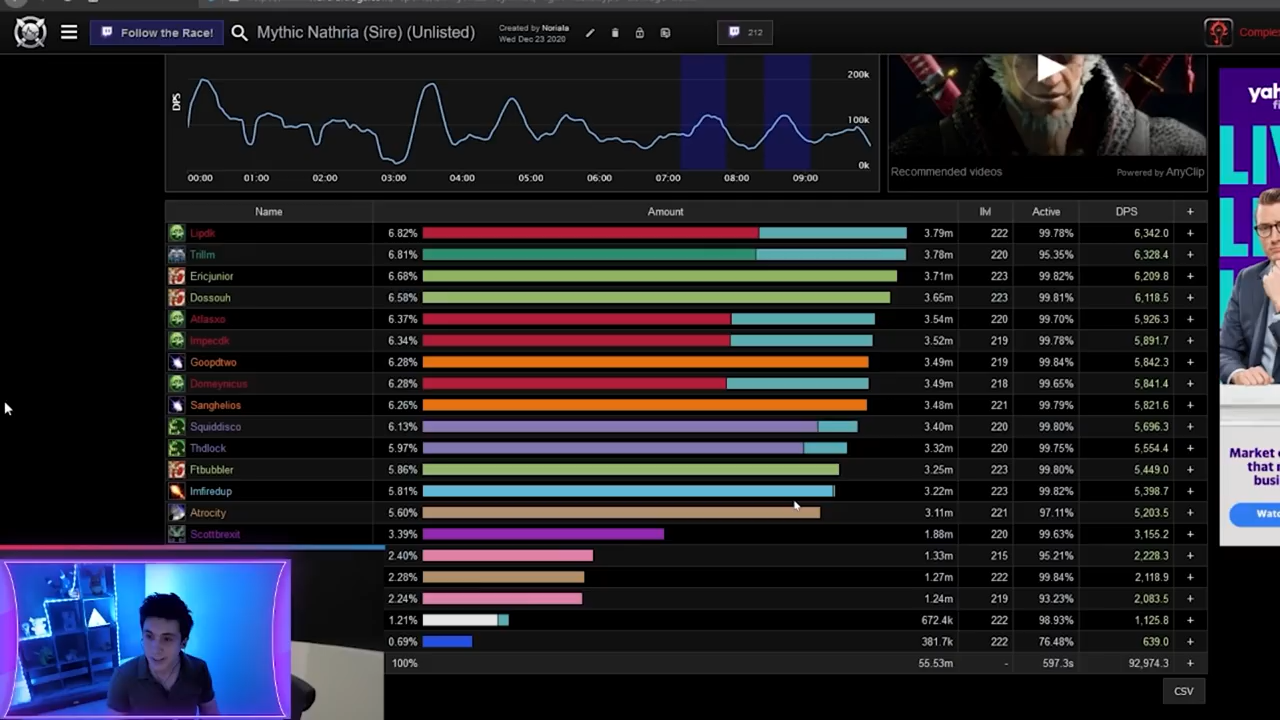 Follow the Race!
Mythic Nathria (Sire) (Unlisted)
Created by Noriala
Wed Dec 23 2020
212
DPS
200k
100k
0k
00:00 01:00 02:00 03:00 04:00 05:00 06:00 07:00 08:00 09:00
Recommended videos
Powered by AnyClip
Name Amount Ilvl Active DPS +
Lipdk 6.82% 3.79m 222 99.78% 6,342.0 +
Trillm 6.81% 3.78m 220 95.35% 6,328.4 +
Ericjunior 6.68% 3.71m 223 99.82% 6,209.8 +
Dossouh 6.58% 3.65m 223 99.81% 6,118.5 +
Atlasxo 6.37% 3.54m 220 99.70% 5,926.3 +
Impecdk 6.34% 3.52m 219 99.78% 5,891.7 +
Goopdtwo 6.28% 3.49m 219 99.84% 5,842.3 +
Domeyrucus 6.28% 3.49m 218 99.65% 5,841.4 +
Sanghelios 6.26% 3.48m 221 99.79% 5,821.6 +
Squiddisco 6.13% 3.40m 220 99.80% 5,696.3 +
Thdlock 5.97% 3.32m 220 99.75% 5,554.4 +
Ftbubbler 5.86% 3.25m 223 99.80% 5,449.0 +
Imfiredup 5.81% 3.22m 223 99.82% 5,398.7 +
Atrocity 5.60% 3.11m 221 97.11% 5,203.5 +
Scottbrexit 3.39% 1.88m 220 99.63% 3,155.2 +
2.40% 1.33m 215 95.21% 2,228.3 +
2.28% 1.27m 222 99.84% 2,118.9 +
2.24% 1.24m 219 93.23% 2,083.5 +
1.21% 672.4k 222 98.93% 1,125.8 +
0.69% 381.7k 222 76.48% 639.0 +
100% 55.53m - 597.3s 92,974.3 +
CSV
yah
fi
LIV
Market
that
busi
Wat